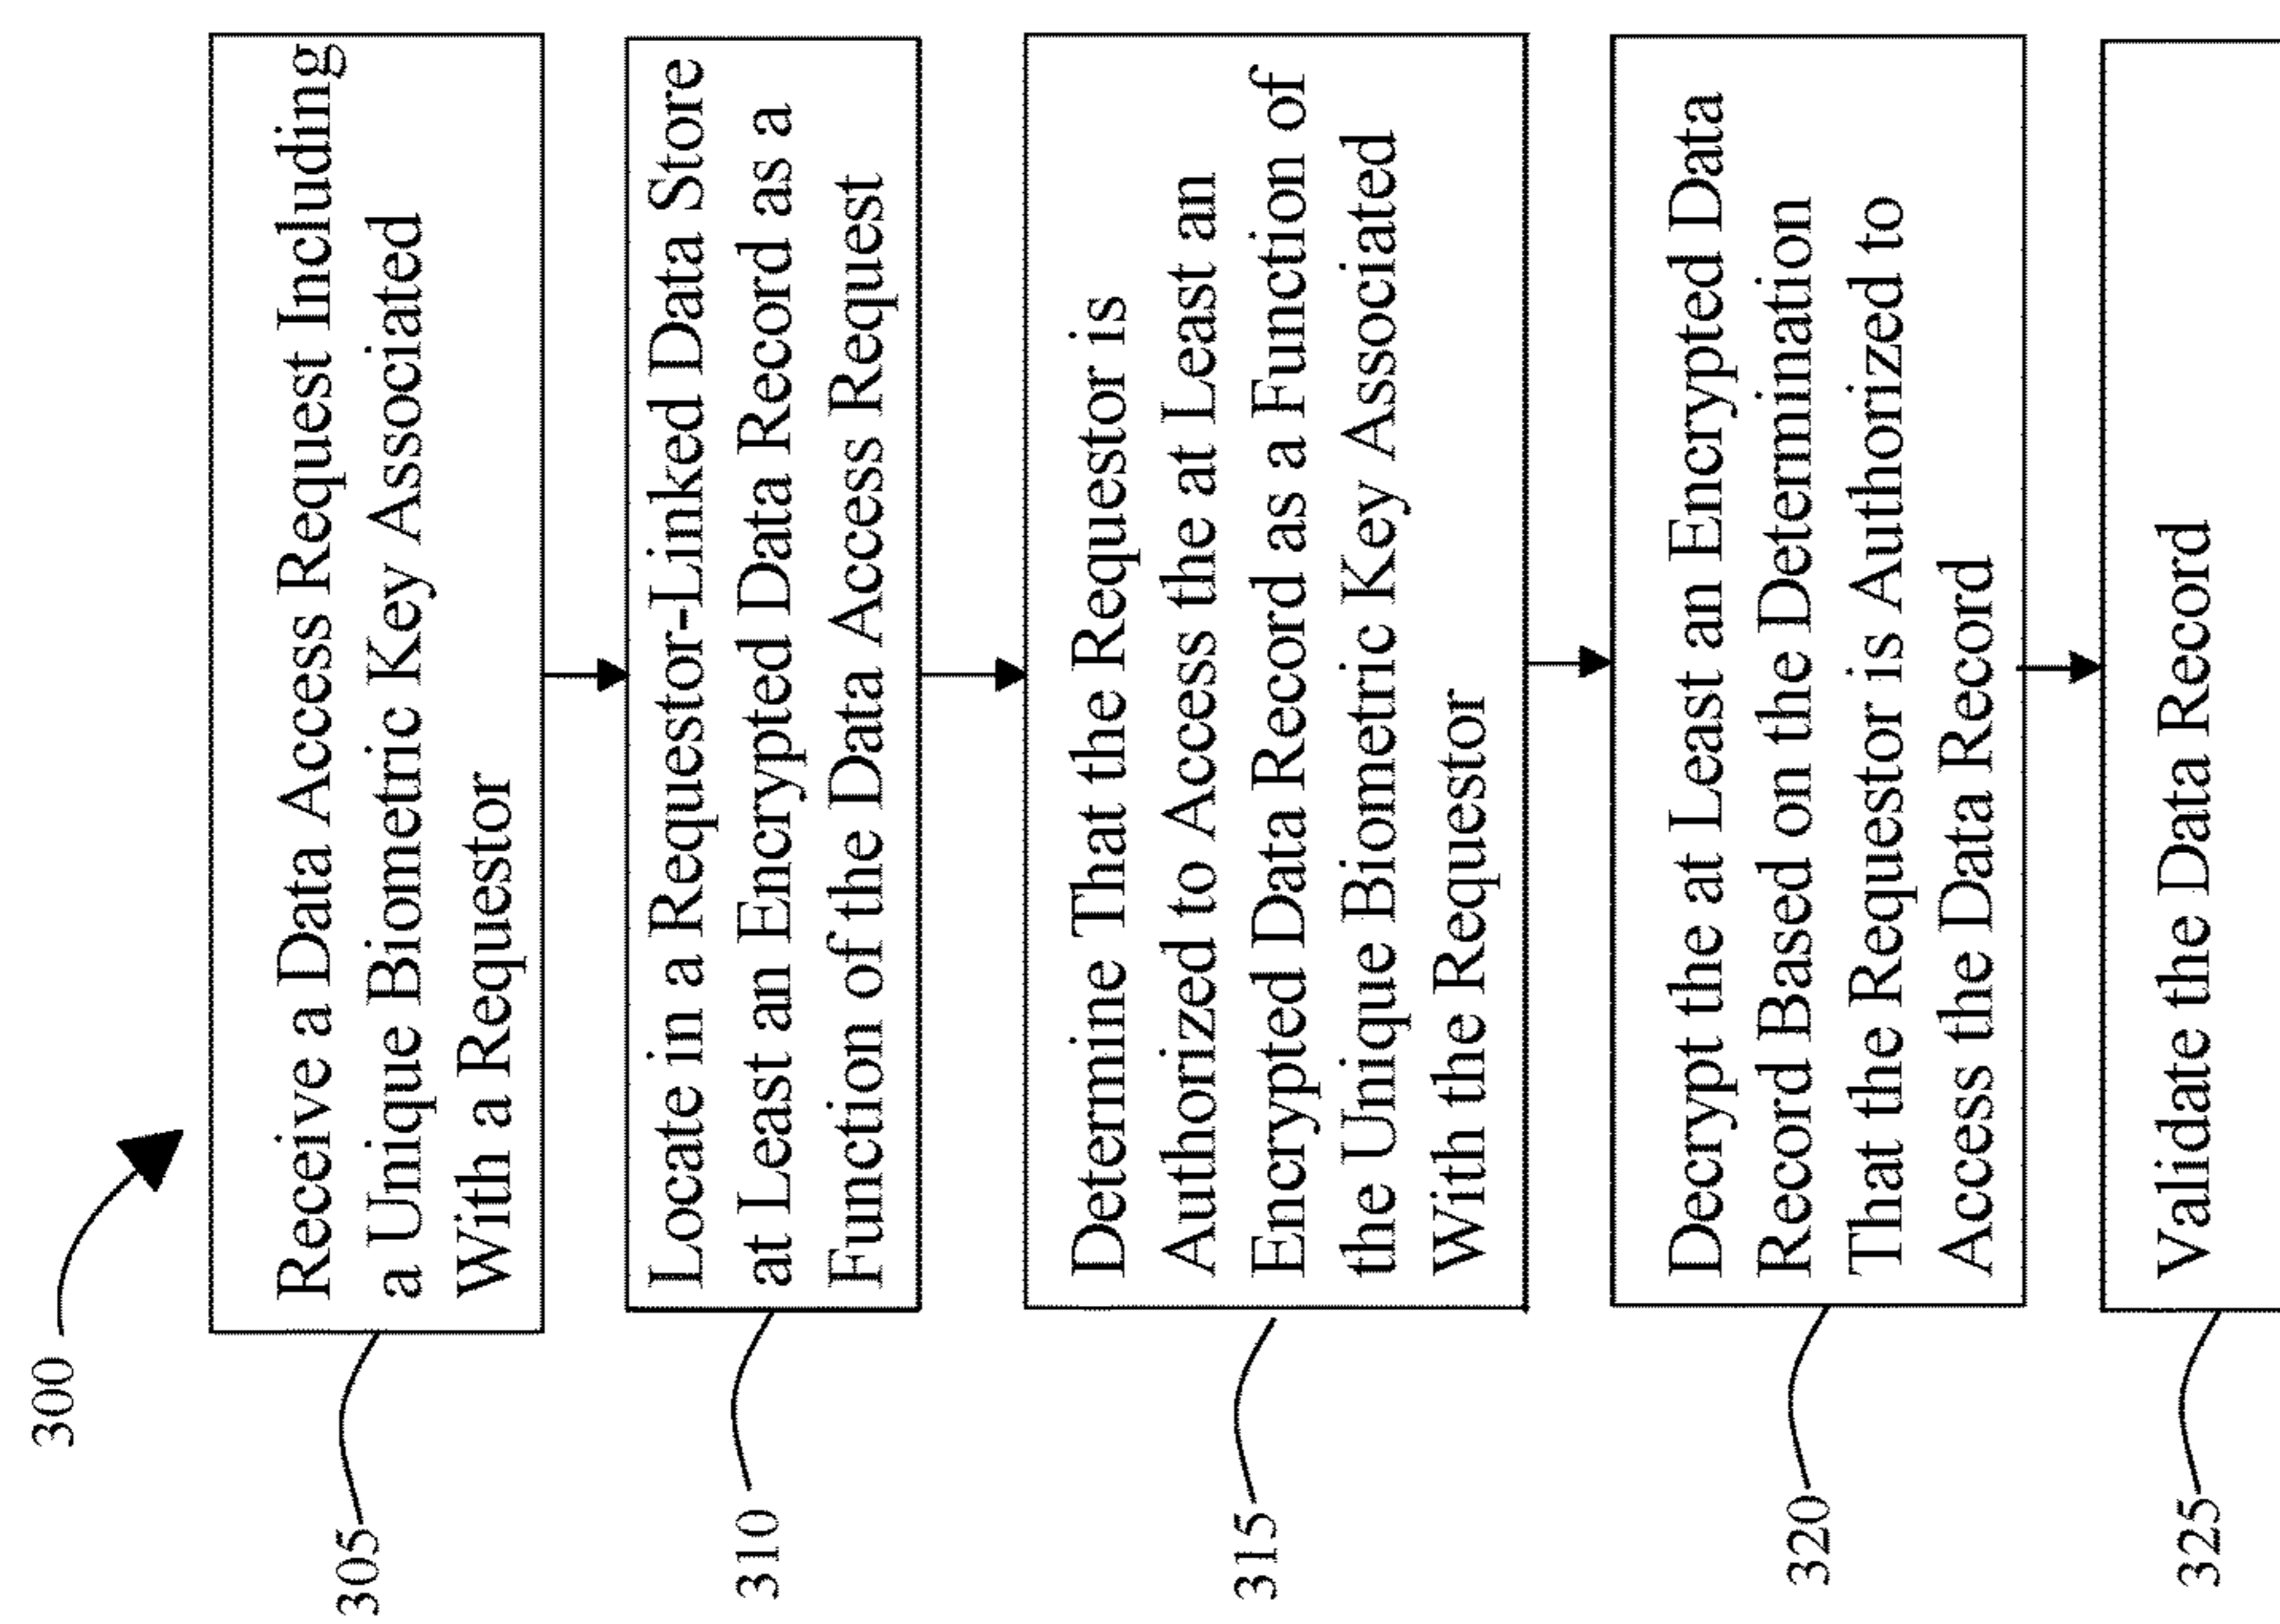 300
305
Receive a Data Access Request Including
a Unique Biometric Key Associated
With a Requestor
310
Locate in a Requestor-Linked Data Store
at Least an Encrypted Data Record as a
Function of the Data Access Request
315
Determine That the Requestor is
Authorized to Access the at Least an
Encrypted Data Record as a Function of
the Unique Biometric Key Associated
With the Requestor
320
Decrypt the at Least an Encrypted Data
Record Based on the Determination
That the Requestor is Authorized to
Access the Data Record
325
Validate the Data Record